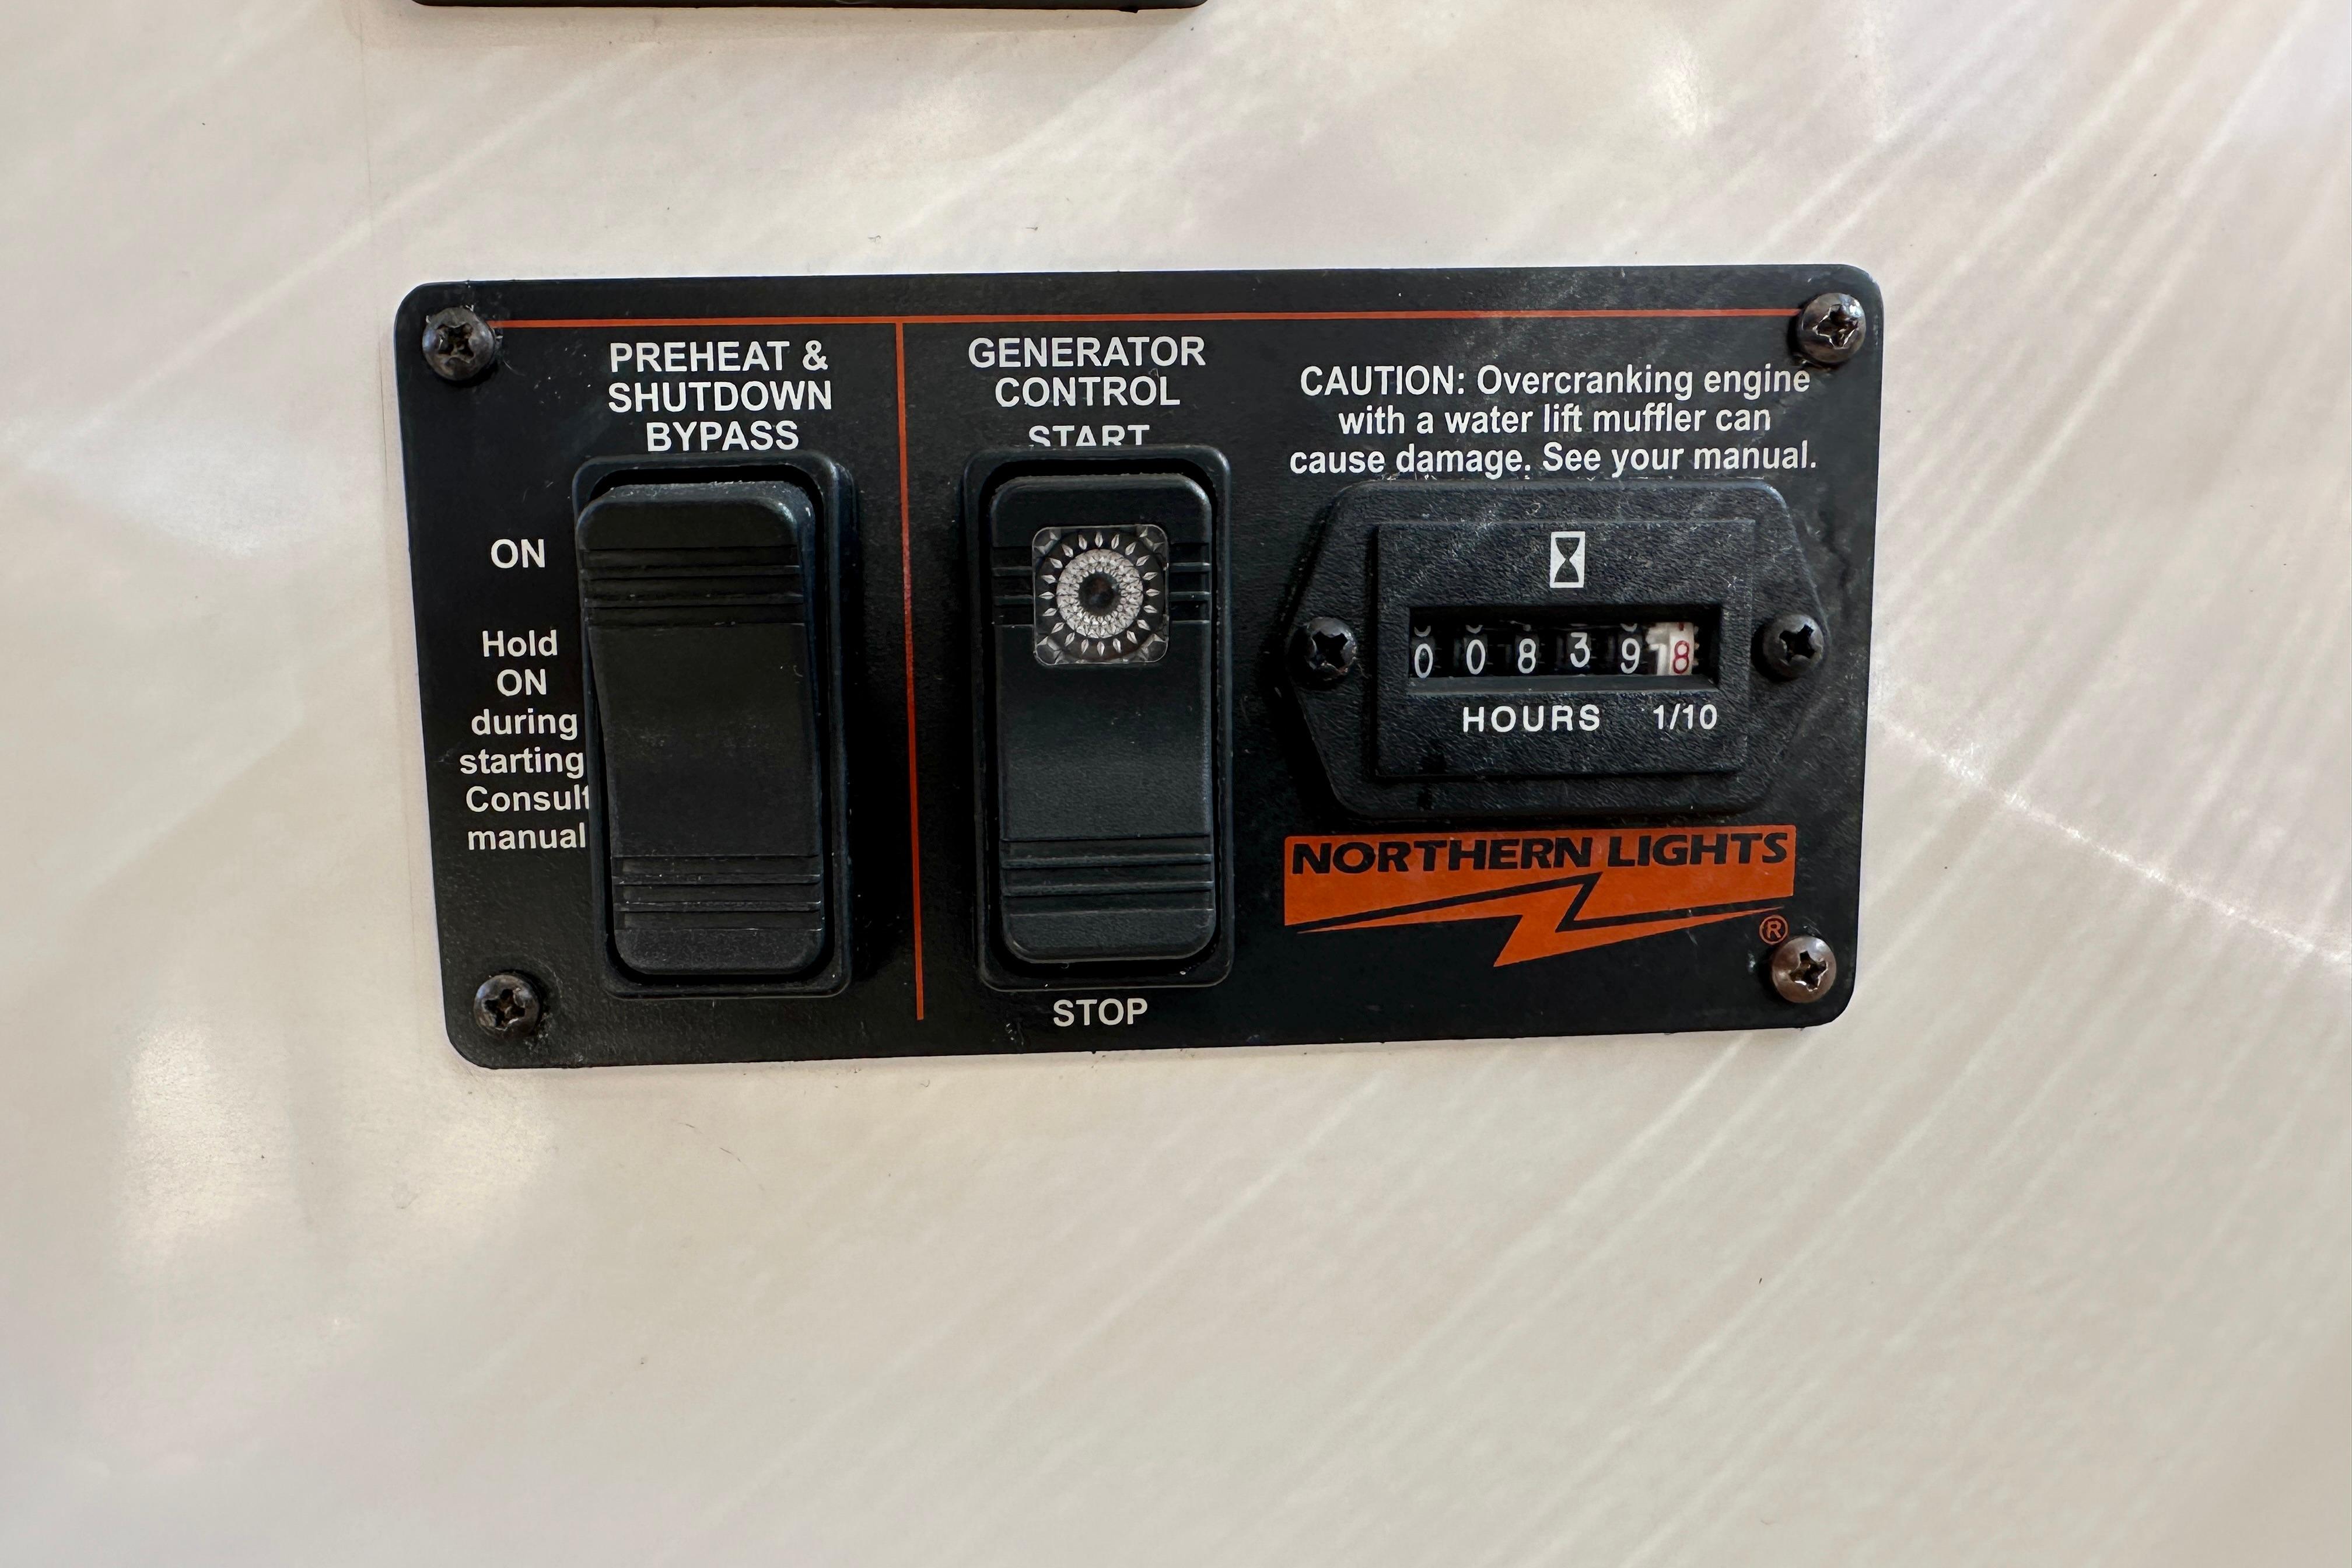 PREHEAT &
SHUTDOWN
BYPASS
ON
Hold
ON
during
starting
Consult
manual
GENERATOR
CONTROL
START
STOP
CAUTION: Overcranking engine
with a water lift muffler can
cause damage. See your manual.
0 0 8 3 9 8
HOURS 1/10
NORTHERN LIGHTS
®